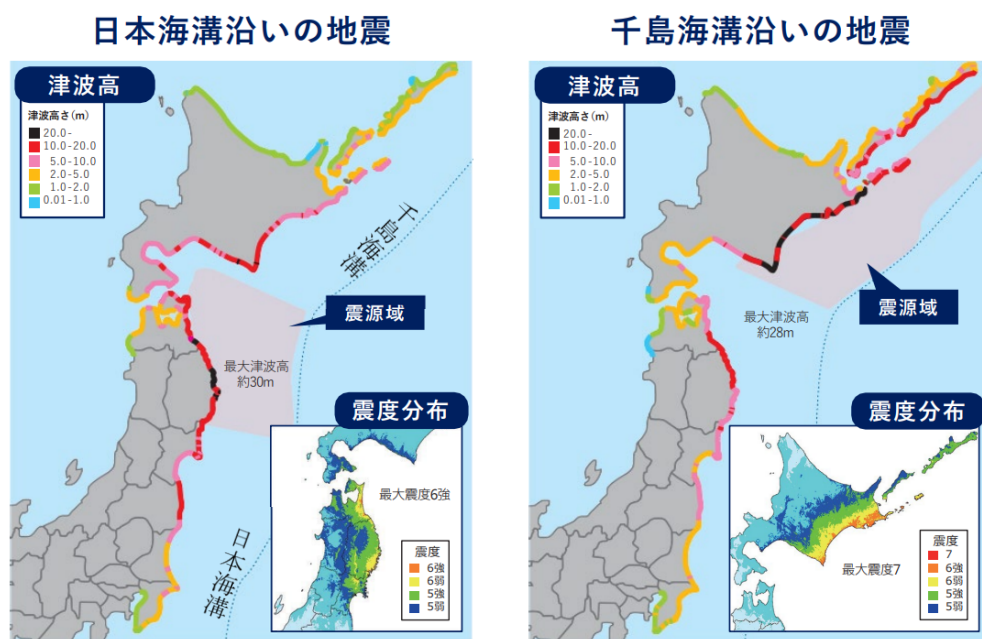 日本海溝沿いの地震
津波高
津波高さ(m)
20.0-
10.0-20.0
5.0-10.0
2.0-5.0
1.0-2.0
0.01-1.0
千島海溝
震源域
最大津波高
約30m
日本海溝
震度分布
最大震度6強
震度
6強
6弱
5強
5弱
千島海溝沿いの地震
津波高
津波高さ(m)
20.0-
10.0-20.0
5.0-10.0
2.0-5.0
1.0-2.0
0.01-1.0
震源域
最大津波高
約28m
震度分布
最大震度7
震度
7
6強
6弱
5強
5弱